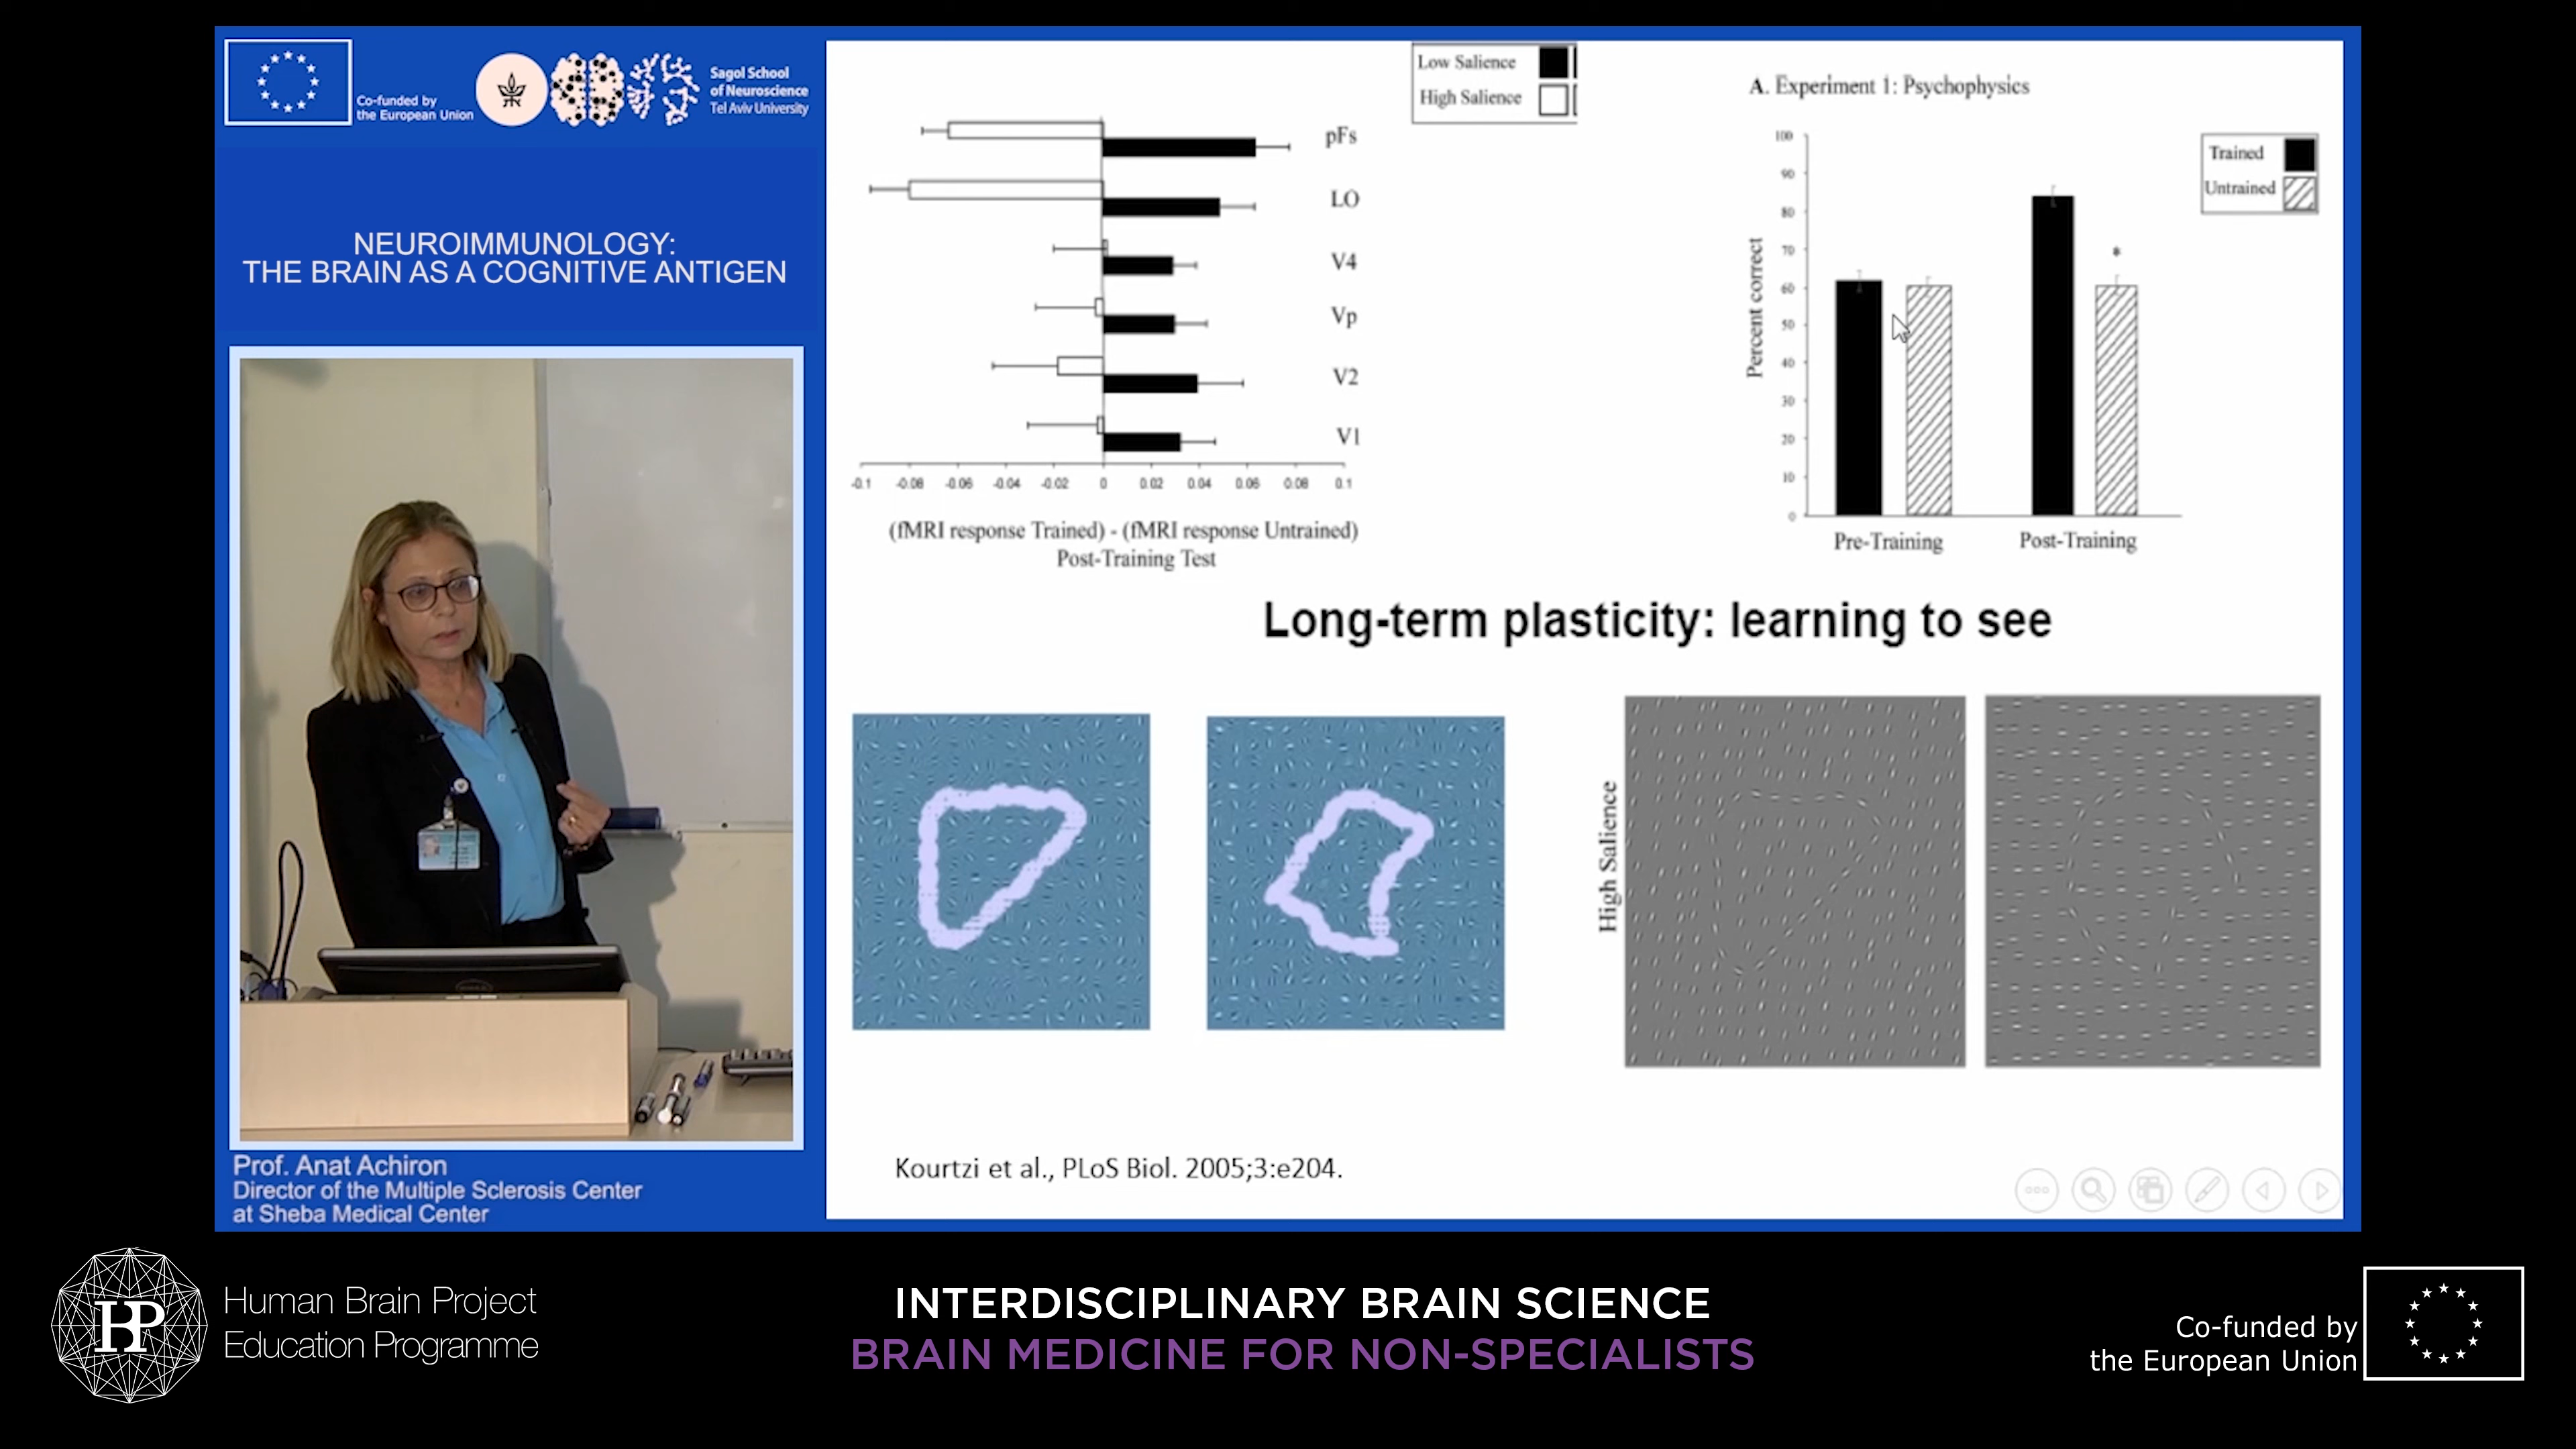 Co-funded by
the European Union
Sagol School
of Neuroscience
Tel Aviv University
NEUROIMMUNOLOGY:
THE BRAIN AS A COGNITIVE ANTIGEN
Prof. Anat Achiron
Director of the Multiple Sclerosis Center
at Sheba Medical Center
Low Salience
High Salience
pFs
LO
V4
Vp
V2
V1
-0.1 -0.08 -0.06 -0.04 -0.02 0 0.02 0.04 0.06 0.08 0.1
(fMRI response Trained) - (fMRI response Untrained)
Post-Training Test
A. Experiment 1: Psychophysics
Trained
Untrained
Percent correct
100
90
80
70
60
50
40
30
20
10
0
*
Pre-Training Post-Training
Long-term plasticity: learning to see
High Salience
Kourtzi et al., PLoS Biol. 2005;3:e204.
HBP
Human Brain Project
Education Programme
INTERDISCIPLINARY BRAIN SCIENCE
BRAIN MEDICINE FOR NON-SPECIALISTS
Co-funded by
the European Union